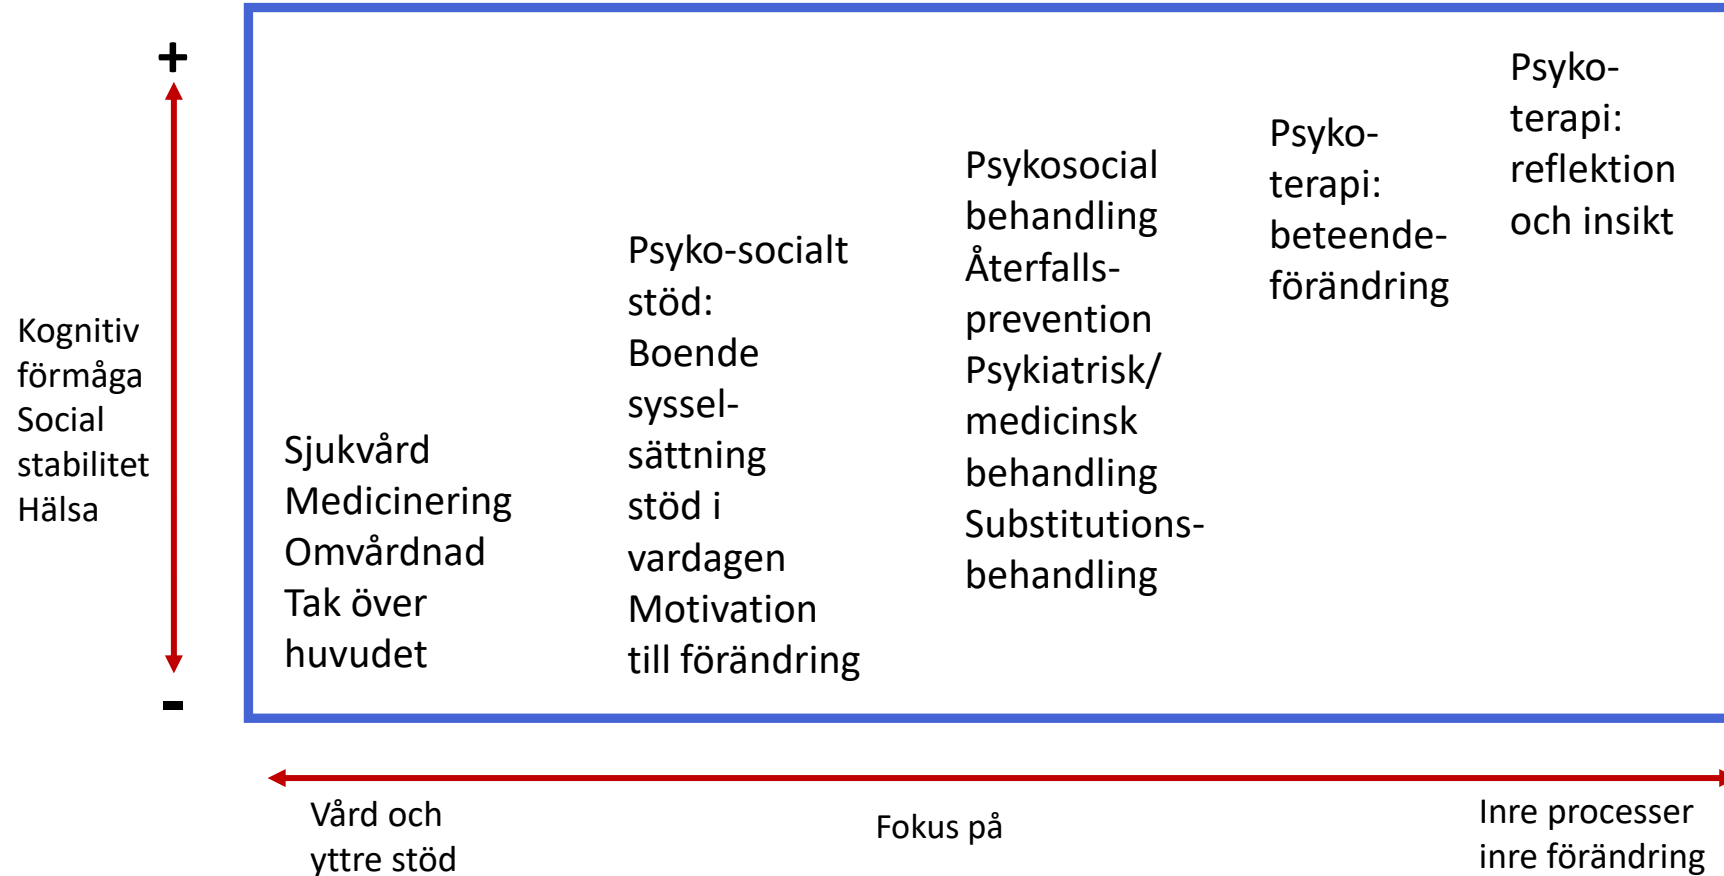 +
Kognitiv
förmåga
Social
stabilitet
Hälsa
-
Sjukvård
Medicinering
Omvårdnad
Tak över
huvudet
Psyko-socialt
stöd:
Boende
syssel-
sättning
stöd i
vardagen
Motivation
till förändring
Psykosocial
behandling
Återfalls-
prevention
Psykiatrisk/
medicinsk
behandling
Substitutions-
behandling
Psyko-
terapi:
beteende-
förändring
Psyko-
terapi:
reflektion
och insikt
Vård och
yttre stöd
Fokus på
Inre processer
inre förändring